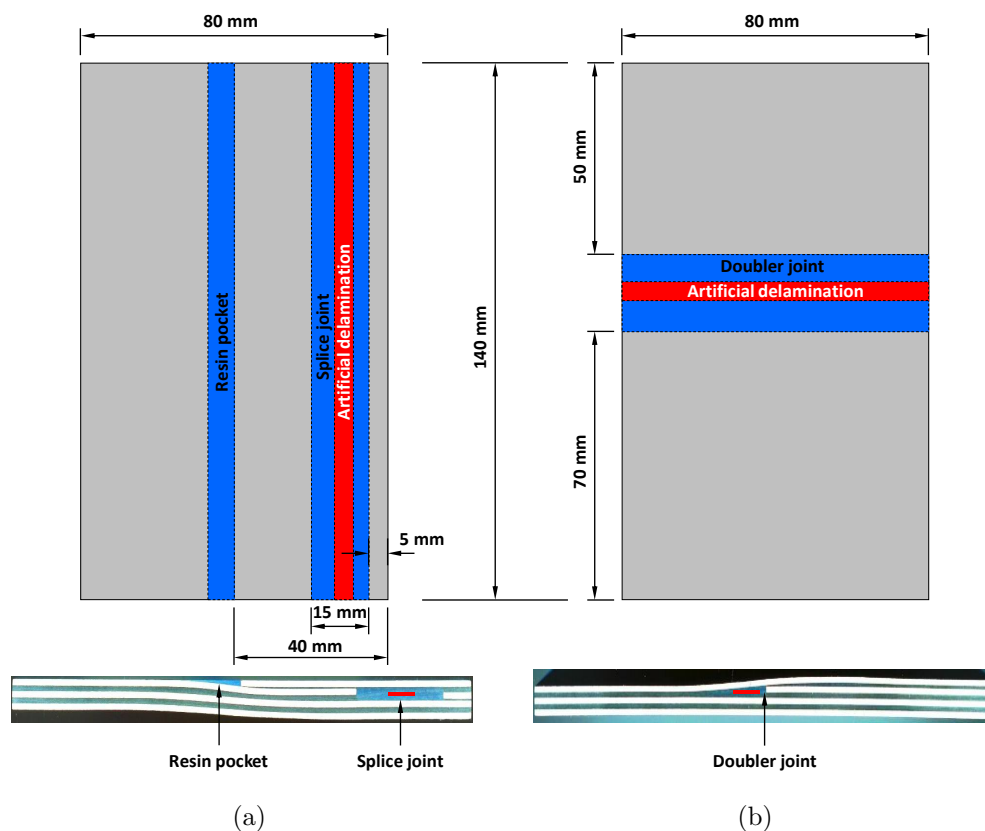 80 mm
80 mm
50 mm
Doubler joint
Artificial delamination
Resin pocket
Splice joint
Artificial delamination
140 mm
70 mm
5 mm
15 mm
40 mm
Resin pocket
Splice joint
Doubler joint
(a)
(b)